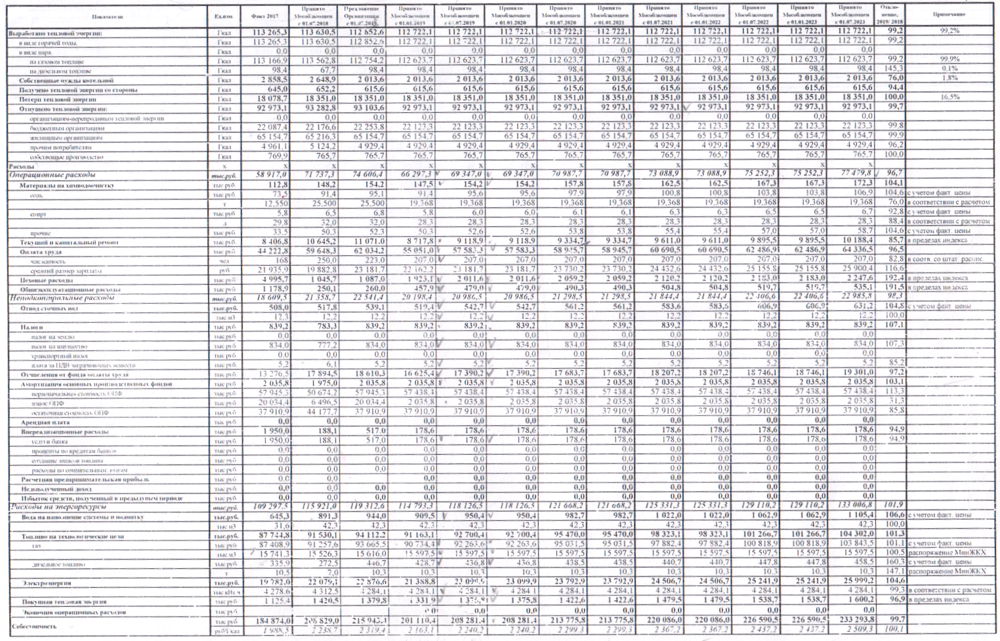 Показатели Ед.изм. Факт 2017 Принято Мособлкомцен с 01.07.2018 Предложение Организации Принято Мособлкомцен с 01.01.2019 Принято Мособлкомцен с 01.07.2019 Принято Мособлкомцен с 01.01.2020 Принято Мособлкомцен с 01.07.2020 Принято Мособлкомцен с 01.01.2021 Принято Мособлкомцен с 01.07.2021 Принято Мособлкомцен с 01.01.2022 Принято Мособлкомцен с 01.07.2022 Принято Мособлкомцен с 01.01.2023 Принято Мособлкомцен с 01.07.2023 Откло-нение, 2019/ 2018 Примечание
Выработано тепловой энергии: Гкал 113 265,3 113 630,5 112 852,6 112 722,1 112 722,1 112 722,1 112 722,1 112 722,1 112 722,1 112 722,1 112 722,1 112 722,1 112 722,1 99,2 99,2%
в виде горячей воды, Гкал 113 265,3 113 630,5 112 852,6 112 722,1 112 722,1 112 722,1 112 722,1 112 722,1 112 722,1 112 722,1 112 722,1 112 722,1 112 722,1 99,2
в виде пара, Гкал 0,0 0,0 0,0 0,0 0,0 0,0 0,0 0,0 0,0 0,0 0,0 0,0 0,0
на газовом топливе Гкал 113 166,9 113 562,8 112 754,2 112 623,7 112 623,7 112 623,7 112 623,7 112 623,7 112 623,7 112 623,7 112 623,7 112 623,7 112 623,7 99,2 99.9%
на дизельном топливе Гкал 98,4 67,7 98,4 98,4 98,4 98,4 98,4 98,4 98,4 98,4 98,4 98,4 98,4 145,3 0.1%
Собственные нужды котельной Гкал 2 858,5 2 648,9 2 013,6 2 013,6 2 013,6 2 013,6 2 013,6 2 013,6 2 013,6 2 013,6 2 013,6 2 013,6 2 013,6 76,0 1.8%
Получено тепловой энергии со стороны Гкал 645,0 652,2 615,6 615,6 615,6 615,6 615,6 615,6 615,6 615,6 615,6 615,6 615,6 94,4
Потери тепловой энергии Гкал 18 078,7 18 351,0 18 351,0 18 351,0 18 351,0 18 351,0 18 351,0 18 351,0 18 351,0 18 351,0 18 351,0 18 351,0 18 351,0 100,0 16.5%
Отпущено тепловой энергии: Гкал 92 973,1 93 282,8 93 103,6 92 973,1 92 973,1 92 973,1 92 973,1 92 973,1 92 973,1 92 973,1 92 973,1 92 973,1 92 973,1 99,7
организациям-перепродавцам тепловой энергии Гкал 0,0 0,0 0,0 0,0 0,0 0,0 0,0 0,0 0,0 0,0 0,0 0,0 0,0
бюджетным организациям Гкал 22 087,4 22 176,6 22 253,8 22 123,3 22 123,3 22 123,3 22 123,3 22 123,3 22 123,3 22 123,3 22 123,3 22 123,3 22 123,3 99,8
жилищным организациям Гкал 65 154,7 65 216,3 65 154,7 65 154,7 65 154,7 65 154,7 65 154,7 65 154,7 65 154,7 65 154,7 65 154,7 65 154,7 65 154,7 99,9
прочим потребителям Гкал 4 961,1 5 124,2 4 929,4 4 929,4 4 929,4 4 929,4 4 929,4 4 929,4 4 929,4 4 929,4 4 929,4 4 929,4 4 929,4 96,2
собственное производство Гкал 769,9 765,7 765,7 765,7 765,7 765,7 765,7 765,7 765,7 765,7 765,7 765,7 765,7 100,0
Расходы х х х х х х х х х х х х х х
Операционные расходы тыс.руб. 58 917,0 71 737,3 74 606,4 66 297,3 69 347,0 69 347,0 70 987,7 70 987,7 73 088,9 73 088,9 75 252,3 75 252,3 77 479,8 96,7
Материалы на химводоочистку тыс руб. 112,8 148,2 154,2 147,5 154,2 154,2 157,8 157,8 162,5 162,5 167,3 167,3 172,3 104,1
соль тыс руб. 73,5 91,4 95,1 91,4 95,6 95,6 97,9 97,9 100,8 100,8 103,8 103,8 106,9 104,6 с учетом факт. цены
т 12,550 25,500 25,500 19,368 19,368 19,368 19,368 19,368 19,368 19,368 19,368 19,368 19,368 76,0 в соответствии с расчетом
спирт тыс руб 5,8 6,5 6,8 5,8 6,0 6,0 6,1 6,1 6,3 6,3 6,5 6,5 6,7 92,8 с учетом факт. цены
л 29,8 32,0 32,0 28,3 28,3 28,3 28,3 28,3 28,3 28,3 28,3 28,3 28,3 88,4 в соответствии с расчетом
прочие тыс руб. 33,5 50,3 52,3 50,3 52,6 52,6 53,8 53,8 55,4 55,4 57,0 57,0 58,7 104,6 с учетом факт. цены
Текущий и капитальный ремонт тыс.руб. 8 406,8 10 645,2 11 071,0 8 717,8 9 118,9 9 118,9 9 334,7 9 334,7 9 611,0 9 611,0 9 895,5 9 895,5 10 188,4 85,7 в пределах индекса
Оплата труда тыс руб 44 222,8 59 648,3 62 034,2 55 051,0 57 583,3 57 583,3 58 945,7 58 945,7 60 690,5 60 690,5 62 486,9 62 486,9 64 336,5 96,5
численность чел 168 250,0 223,0 207,0 207,0 207,0 207,0 207,0 207,0 207,0 207,0 207,0 207,0 82,8 в соотв. со штат. распис.
средний размер зарплаты руб 21 935,9 19 882,8 23 181,7 22 162,2 23 181,7 23 181,7 23 730,2 23 730,2 24 432,6 24 432,6 25 155,8 25 155,8 25 900,4 116,6
Цеховые расходы тыс руб 4 995,7 1 045,7 1 087,0 1 923,1 2 011,6 2 011,6 2 059,2 2 059,2 2 120,2 2 120,2 2 183,0 2 183,0 2 247,6 192,4 в пределах индекса
Общеэксплуатационные расходы тыс руб 1 178,9 250,1 260,0 457,9 479,0 479,0 490,3 490,3 504,8 504,8 519,7 519,7 535,1 191,5 в пределах индекса
Неподконтрольные расходы тыс.руб. 18 609,5 21 358,7 22 541,4 20 198,4 20 986,5 20 986,5 21 298,5 21 298,5 21 844,4 21 844,4 22 406,6 22 406,6 22 985,8 98,3
Отвод сточных вод тыс.руб. 508,0 517,8 539,1 519,4 542,7 542,7 561,2 561,2 583,6 583,6 606,9 606,9 631,2 104,8 с учетом факт. цены
тыс м3 12,3 12,2 12,2 12,2 12,2 12,2 12,2 12,2 12,2 12,2 12,2 12,2 12,2 100,0
Налоги тыс руб 839,2 783,3 839,2 839,2 839,2 839,2 839,2 839,2 839,2 839,2 839,2 839,2 839,2 107,1
налог на землю тыс руб 0,0 0,0 0,0 0,0 0,0 0,0 0,0 0,0 0,0 0,0 0,0 0,0 0,0
налог на имущество тыс руб 834,0 777,2 834,0 834,0 834,0 834,0 834,0 834,0 834,0 834,0 834,0 834,0 834,0 107,3
транспортный налог тыс руб 0,0 0,0 0,0 0,0 0,0 0,0 0,0 0,0 0,0 0,0 0,0 0,0 0,0
плата за ПДВ загрязняющих веществ тыс руб. 5,2 6,1 5,2 5,2 5,2 5,2 5,2 5,2 5,2 5,2 5,2 5,2 5,2 85,2
Отчисления от фонда оплаты труда тыс руб. 13 276,5 17 894,5 18 610,3 16 625,4 17 390,2 17 390,2 17 683,7 17 683,7 18 207,2 18 207,2 18 746,1 18 746,1 19 301,0 97,2
Амортизация основных производственных фондов тыс руб. 2 035,8 1 975,0 2 035,8 2 035,8 2 035,8 2 035,8 2 035,8 2 035,8 2 035,8 2 035,8 2 035,8 2 035,8 2 035,8 103,1
первоначальная стоимость ОПФ тыс руб 57 945,3 50 674,2 57 945,3 57 438,4 57 438,4 57 438,4 57 438,4 57 438,4 57 438,4 57 438,4 57 438,4 57 438,4 57 438,4 113,3
износ ОПФ тыс руб 20 034,4 6 496,5 20 034,4 2 035,8 2 035,8 2 035,8 2 035,8 2 035,8 2 035,8 2 035,8 2 035,8 2 035,8 2 035,8 31,3
остаточная стоимость ОПФ тыс руб 37 910,9 44 177,7 37 910,9 37 910,9 37 910,9 37 910,9 37 910,9 37 910,9 37 910,9 37 910,9 37 910,9 37 910,9 37 910,9 85,8
Арендная плата тыс руб 0,0 0,0 0,0 0,0 0,0 0,0 0,0 0,0 0,0 0,0 0,0 0,0 0,0
Внереализационные расходы тыс руб 1 950,0 188,1 517,0 178,6 178,6 178,6 178,6 178,6 178,6 178,6 178,6 178,6 178,6 94,9
услуги банка тыс руб 1 950,0 188,1 517,0 178,6 178,6 178,6 178,6 178,6 178,6 178,6 178,6 178,6 178,6 94,9
проценты по кредитам банков тыс руб 0,0 0,0 0,0 0,0 0,0 0,0 0,0 0,0 0,0 0,0 0,0 0,0
создание запасов топлива тыс руб. 0,0 0,0 0,0 0,0 0,0 0,0 0,0 0,0 0,0 0,0 0,0 0,0 0,0
расходы по сомнительным долгам тыс руб 0,0 0,0 0,0 0,0 0,0 0,0 0,0 0,0 0,0 0,0 0,0 0,0 0,0
Расчетная предпринимательская прибыль тыс руб 0,0 0,0 0,0 0,0 0,0 0,0 0,0 0,0 0,0 0,0 0,0 0,0
Недополученный доход тыс руб 0,0 0,0 0,0 0,0 0,0 0,0 0,0 0,0 0,0 0,0 0,0 0,0 0,0
Избыток средств, полученный в предыдущем периоде тыс руб. 0,0 0,0 0,0 0,0 0,0 0,0 0,0 0,0 0,0 0,0 0,0 0,0 0,0
Расходы на энергоресурсы тыс.руб. 109 297,5 115 921,0 119 312,6 114 793,3 118 126,5 118 126,5 121 668,2 121 668,2 125 331,3 125 331,3 129 110,2 129 110,2 133 006,8 101,9
Вода на наполнение системы и подпитку тыс.руб. 645,3 891,3 944,0 909,5 950,4 950,4 982,7 982,7 1 022,0 1 022,0 1 062,9 1 062,9 1 105,4 106,6 с учетом факт. цены
тыс м3 31,6 42,3 42,3 42,3 42,3 42,3 42,3 42,3 42,3 42,3 42,3 42,3 42,3 100,0
Топливо на технологические цели тыс.руб. 87 744,8 91 530,1 94 112,2 91 163,1 92 700,4 92 700,4 95 470,0 95 470,0 98 323,1 98 323,1 101 266,7 101 266,7 104 302,0 101,3
газ тыс руб 87 408,9 91 257,6 93 665,5 90 734,4 92 263,6 92 263,6 95 031,5 95 031,5 97 882,4 97 882,4 100 818,9 100 818,9 103 843,5 101,1 с учетом факт. цены
тыс м3 15 741,3 15 526,3 15 616,0 15 597,5 15 597,5 15 597,5 15 597,5 15 597,5 15 597,5 15 597,5 15 597,5 15 597,5 15 597,5 100,5 распоряжение МинЖКХ
дизельное топливо тыс руб. 335,9 272,5 446,7 428,7 436,8 436,8 438,5 438,5 440,7 440,7 447,8 447,8 458,5 160,3 с учетом факт. цены
т 10,5 7,0 10,3 10,3 10,3 10,3 10,3 10,3 10,3 10,3 10,3 10,3 10,3 147,1 распоряжение МинЖКХ
Электроэнергия тыс.руб. 19 782,0 22 079,1 22 876,6 21 388,8 23 099,9 23 099,9 23 792,9 23 792,9 24 506,7 24 506,7 25 241,9 25 241,9 25 999,2 104,6
тыс кВт.ч 4 278,6 4 312,5 4 284,1 4 284,1 4 284,1 4 284,1 4 284,1 4 284,1 4 284,1 4 284,1 4 284,1 4 284,1 4 284,1 99,3 в соответствии с расчетом
Покупная тепловая энергия тыс руб 1 125,4 1 420,5 1 379,8 1 331,9 1 375,8 1 375,8 1 422,6 1 422,6 1 479,5 1 479,5 1 538,7 1 538,7 1 600,2 96,9 в пределах индекса
Экономия операционных расходов тыс руб 0,0 0,0 0,0 0,0 0,0 0,0 0,0 0,0 0,0 0,0
Себестоимость тыс руб 184 874,0 208 829,0 215 943,4 201 110,4 208 281,4 208 281,4 213 775,8 213 775,8 220 086,0 220 086,0 226 590,5 226 590,5 233 293,8 99,7
руб/Гкал 1 988,5 2 238,7 2 319,4 2 163,1 2 240,2 2 240,2 2 299,3 2 299,3 2 367,2 2 367,2 2 437,2 2 437,2 2 509,3 100,1